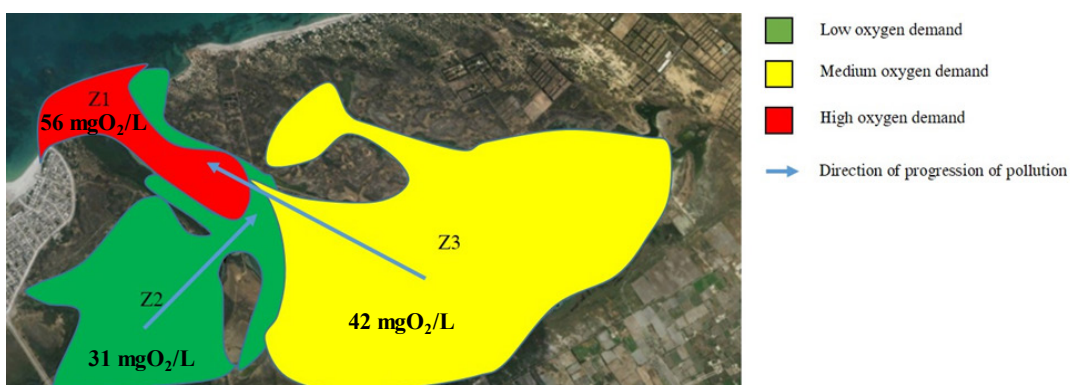 Z1
56 mgO₂/L
Z3
Z2
42 mgO₂/L
31 mgO₂/L
Low oxygen demand
Medium oxygen demand
High oxygen demand
Direction of progression of pollution